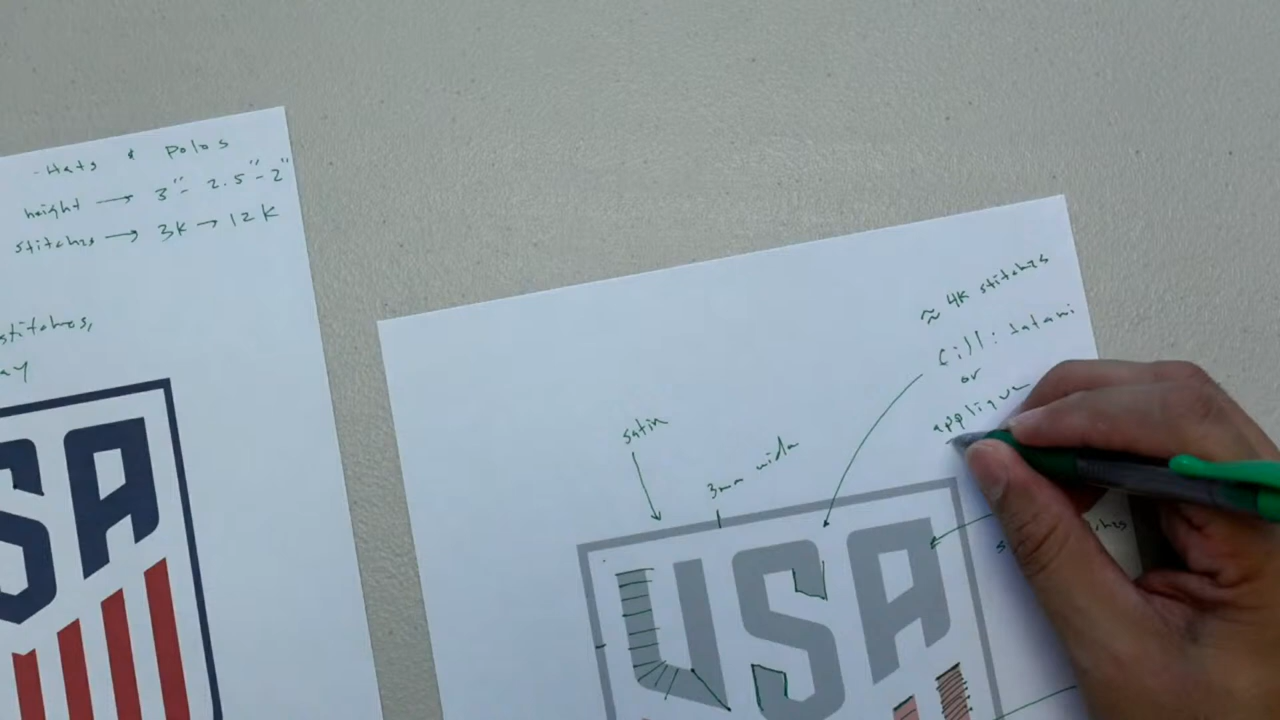 - Hats & Polos
height → 3" - 2.5" - 2"
stitches → 3K → 12K
stitches,
USA
≈ 4K stitches
fill: tatami
or
applique
satin
3mm wide
USA